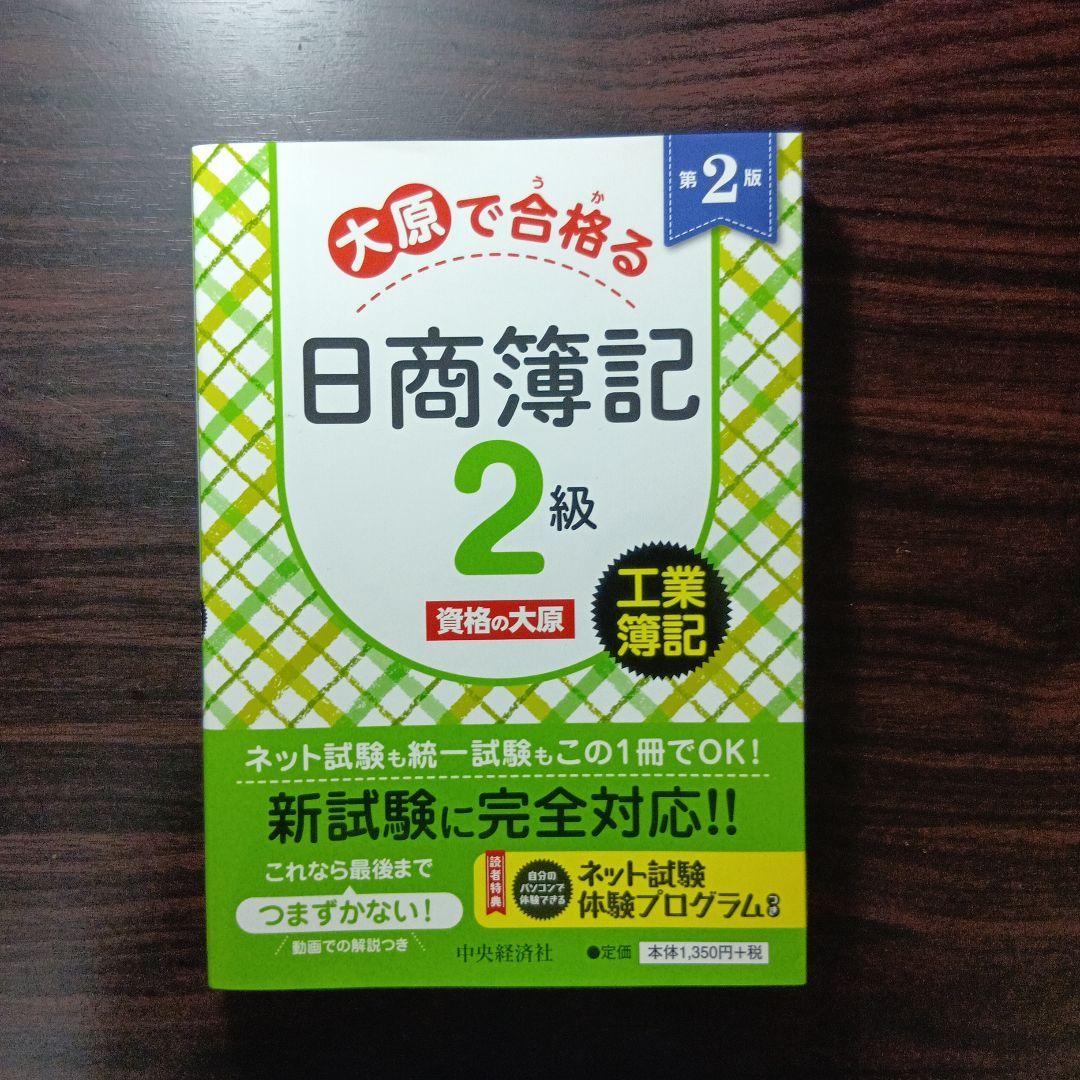 第2版
大原で合格る
うか
日商簿記
2級
資格の大原
工業
簿記
ネット試験も統一試験もこの1冊でOK!
新試験に完全対応!!
これなら最後まで
つまずかない!
動画での解説つき
読者特典
自分の
パソコンで
体験できる
ネット試験
体験プログラムつき
中央経済社
●定価 本体1,350円+税